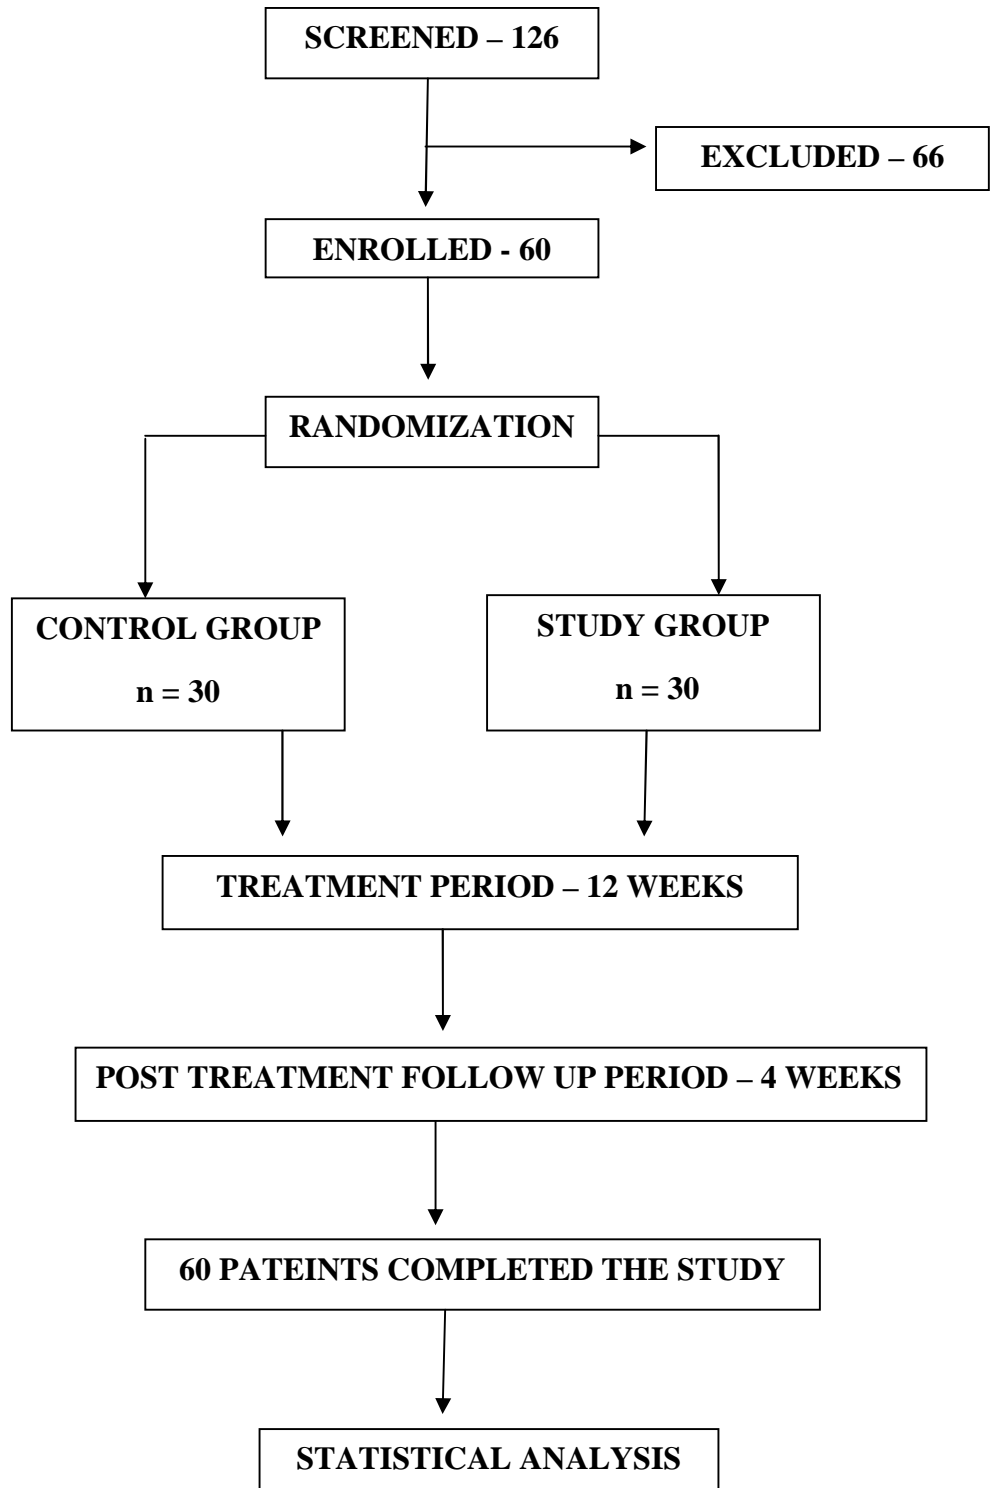 SCREENED – 126
EXCLUDED – 66
ENROLLED - 60
RANDOMIZATION
CONTROL GROUP
n = 30
STUDY GROUP
n = 30
TREATMENT PERIOD – 12 WEEKS
POST TREATMENT FOLLOW UP PERIOD – 4 WEEKS
60 PATEINTS COMPLETED THE STUDY
STATISTICAL ANALYSIS